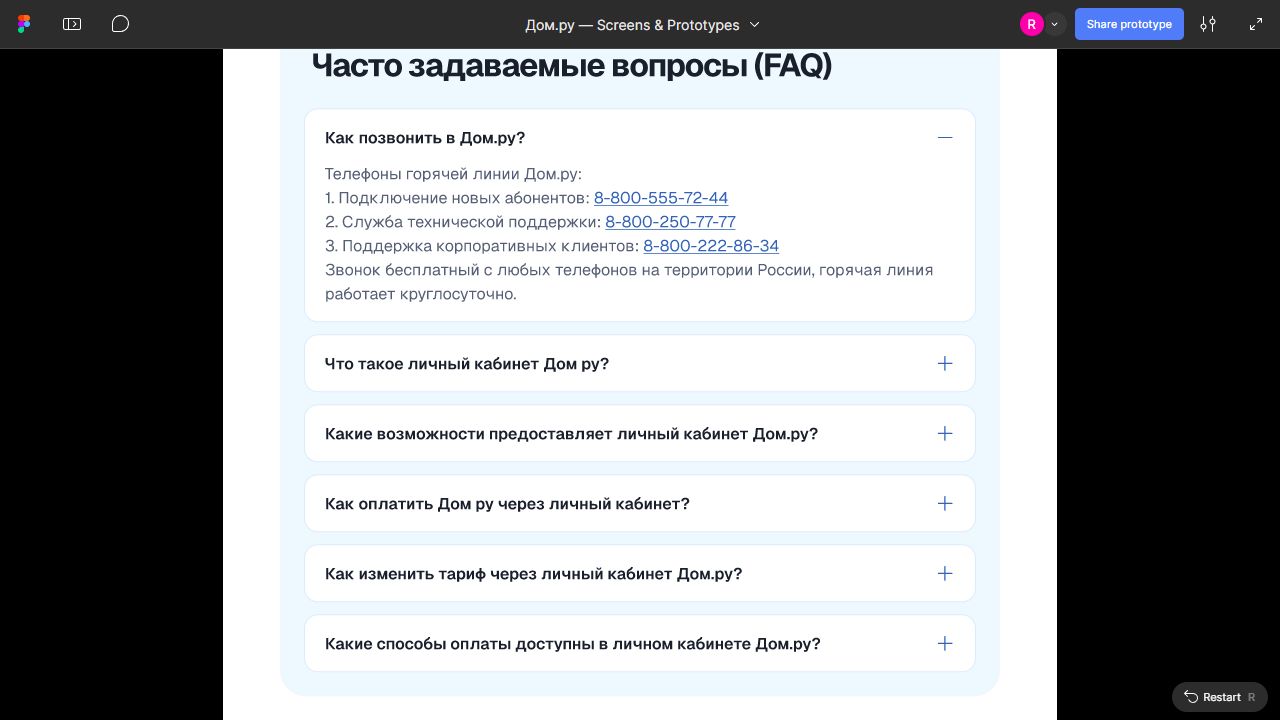 Дом.ру — Screens & Prototypes
R
Share prototype
Часто задаваемые вопросы (FAQ)
Как позвонить в Дом.ру?
Телефоны горячей линии Дом.ру:
1. Подключение новых абонентов: 8-800-555-72-44
2. Служба технической поддержки: 8-800-250-77-77
3. Поддержка корпоративных клиентов: 8-800-222-86-34
Звонок бесплатный с любых телефонов на территории России, горячая линия
работает круглосуточно.
Что такое личный кабинет Дом ру?
Какие возможности предоставляет личный кабинет Дом.ру?
Как оплатить Дом ру через личный кабинет?
Как изменить тариф через личный кабинет Дом.ру?
Какие способы оплаты доступны в личном кабинете Дом.ру?
Restart R